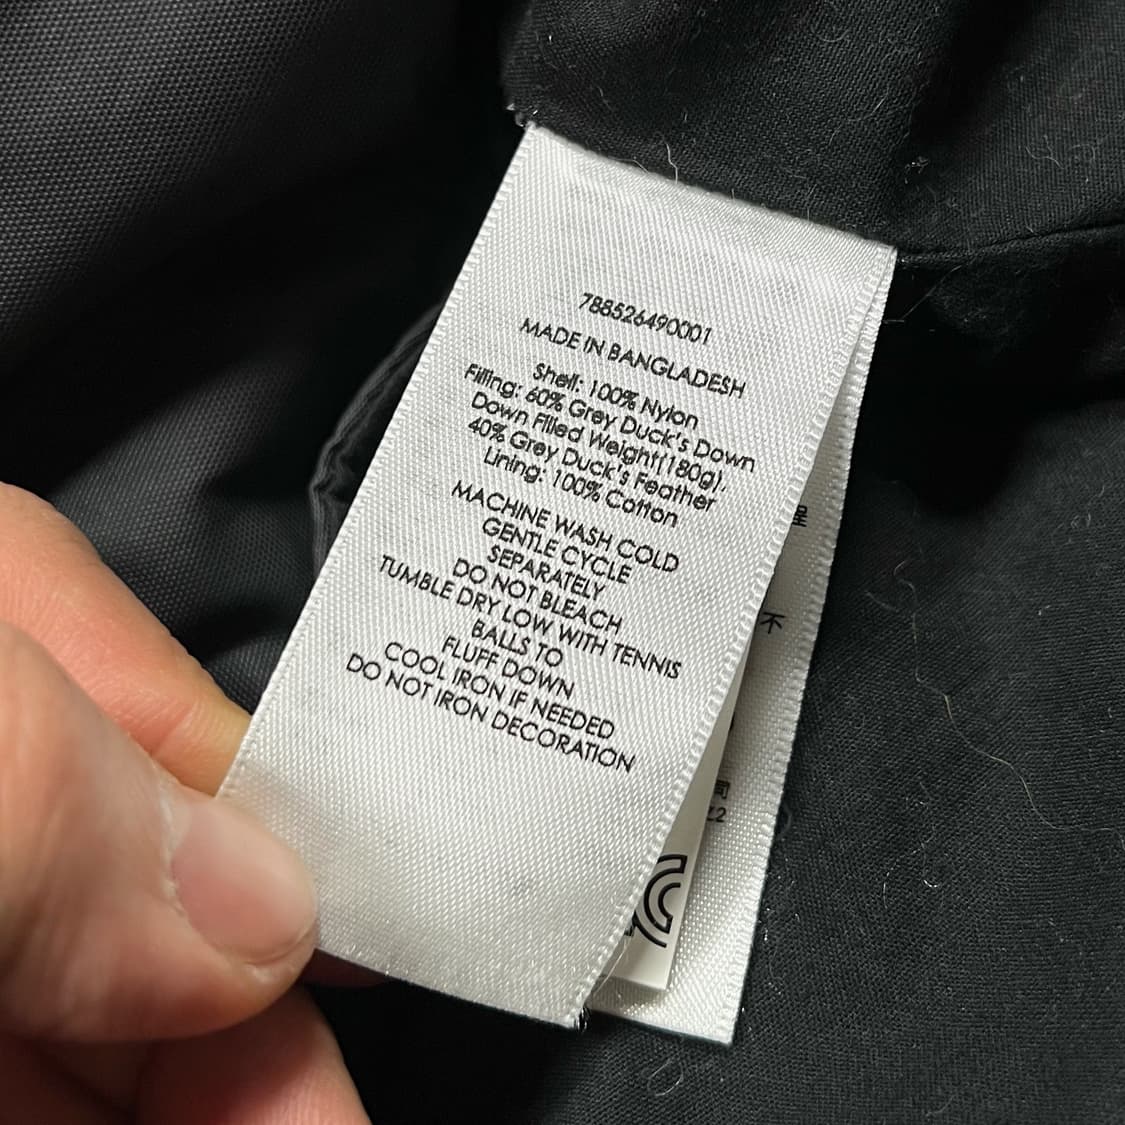 788526490001
MADE IN BANGLADESH
Shell: 100% Nylon
Filling: 60% Grey Duck's Down
Down Filled Weight(180g),
40% Grey Duck's Feather
Lining: 100% Cotton
MACHINE WASH COLD
GENTLE CYCLE
SEPARATELY
DO NOT BLEACH
TUMBLE DRY LOW WITH TENNIS
BALLS TO
FLUFF DOWN
COOL IRON IF NEEDED
DO NOT IRON DECORATION
不